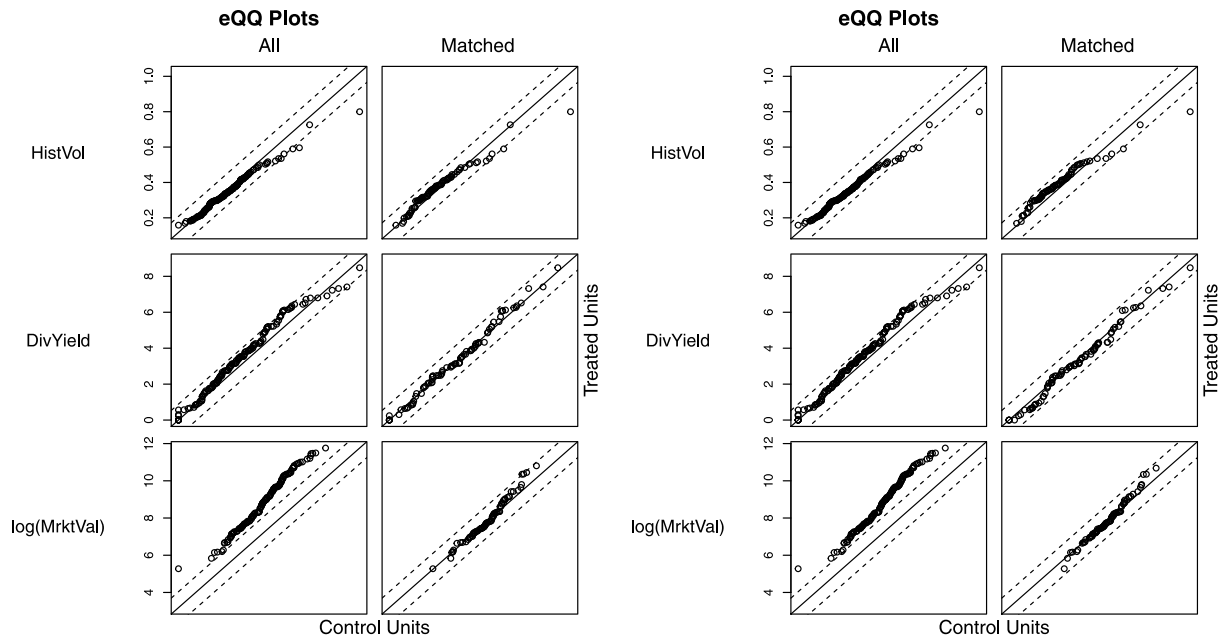 eQQ Plots
All Matched
HistVol
0.2 0.4 0.6 0.8 1.0
DivYield
0 2 4 6 8
log(MrktVal)
4 6 8 10 12
Control Units
Treated Units
eQQ Plots
All Matched
HistVol
0.2 0.4 0.6 0.8 1.0
DivYield
0 2 4 6 8
log(MrktVal)
4 6 8 10 12
Control Units
Treated Units